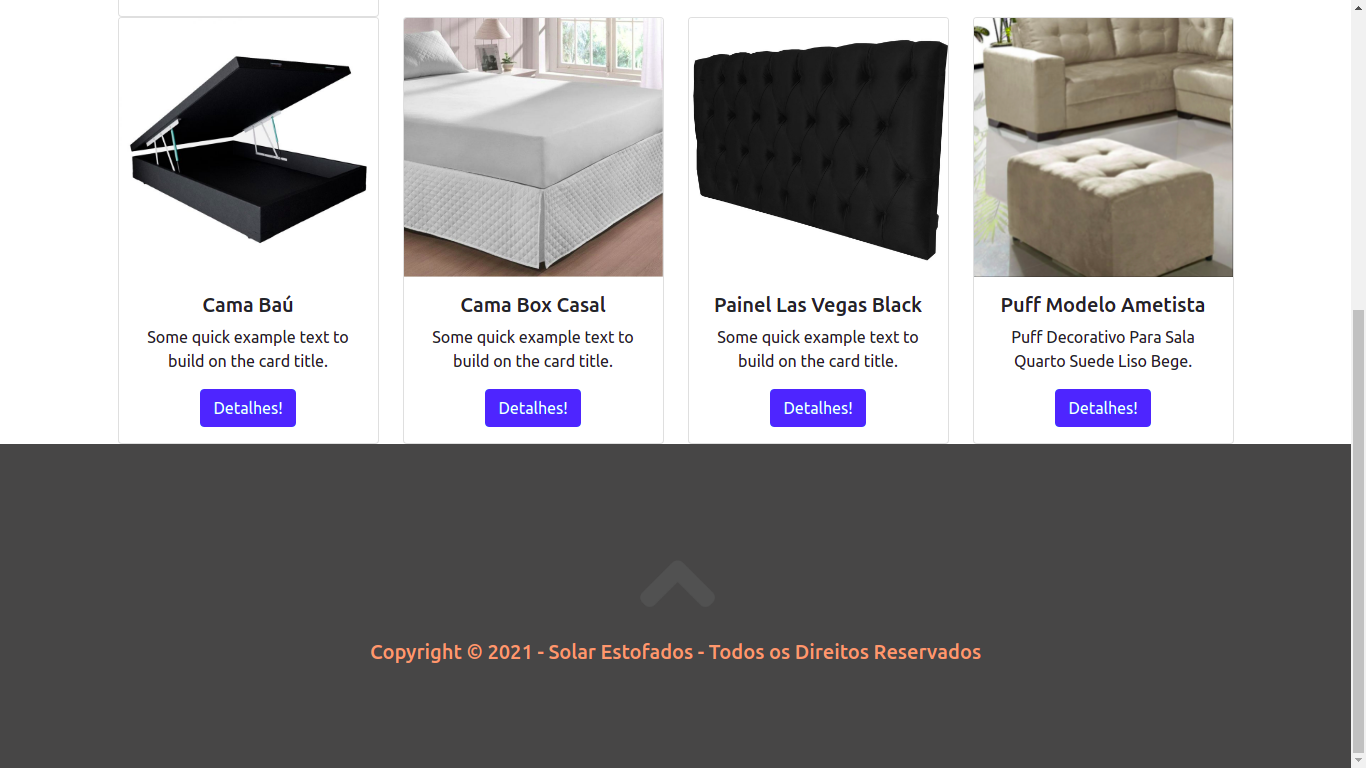 Cama Baú
Some quick example text to
build on the card title.
Detalhes!
Cama Box Casal
Some quick example text to
build on the card title.
Detalhes!
Painel Las Vegas Black
Some quick example text to
build on the card title.
Detalhes!
Puff Modelo Ametista
Puff Decorativo Para Sala
Quarto Suede Liso Bege.
Detalhes!
Copyright © 2021 - Solar Estofados - Todos os Direitos Reservados